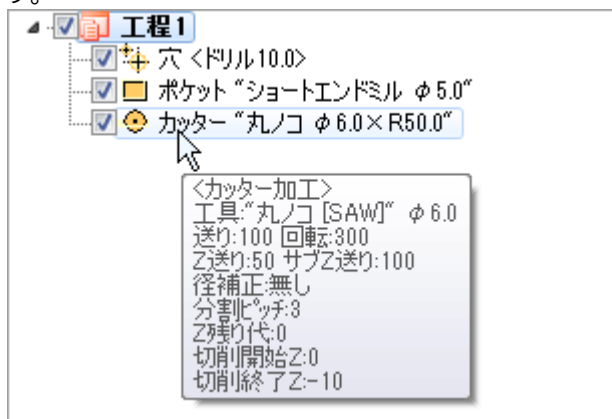 す。
工程1
穴 <ドリル10.0>
ポケット “ショートエンドミル φ5.0”
カッター “丸ノコ φ6.0×R50.0”
<カッター加工>
工具:“丸ノコ [SAW]” φ6.0
送り:100 回転:300
Z送り:50 サブZ送り:100
径補正:無し
分割ピッチ:3
Z残り代:0
切削開始Z:0
切削終了Z:-10